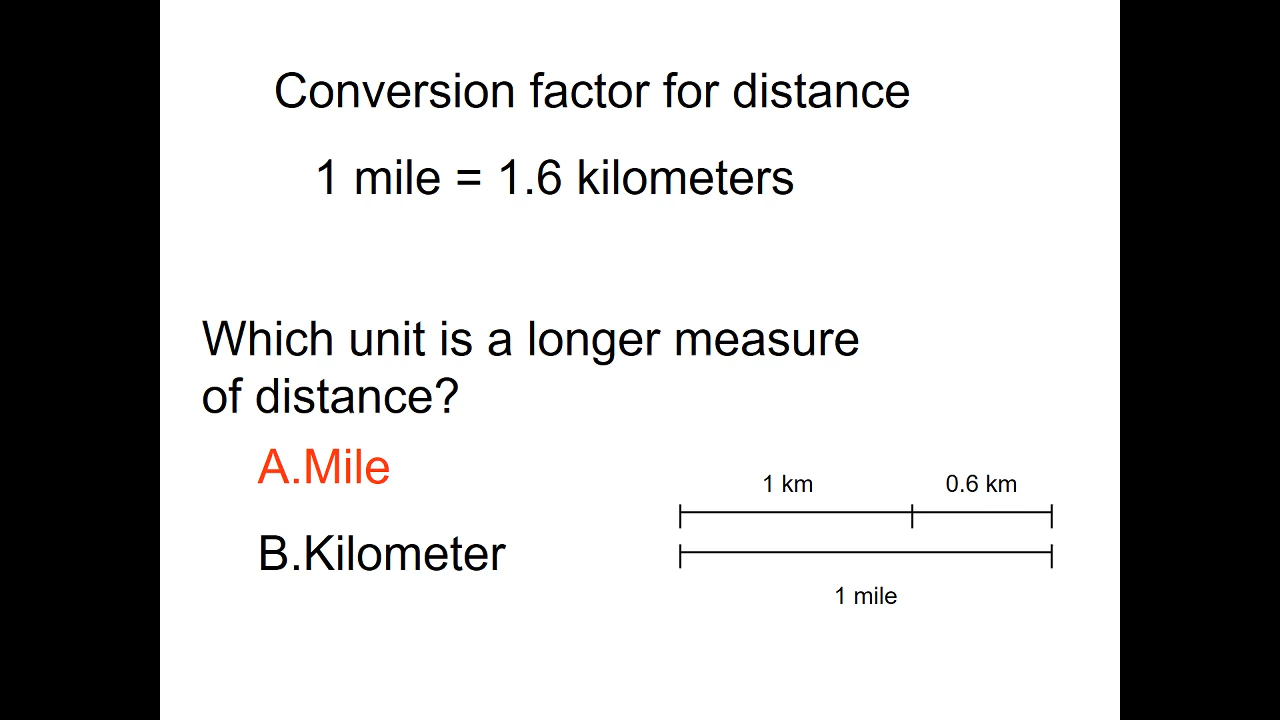 Conversion factor for distance
1 mile = 1.6 kilometers
Which unit is a longer measure
of distance?
A.Mile
B.Kilometer
1 km
0.6 km
1 mile